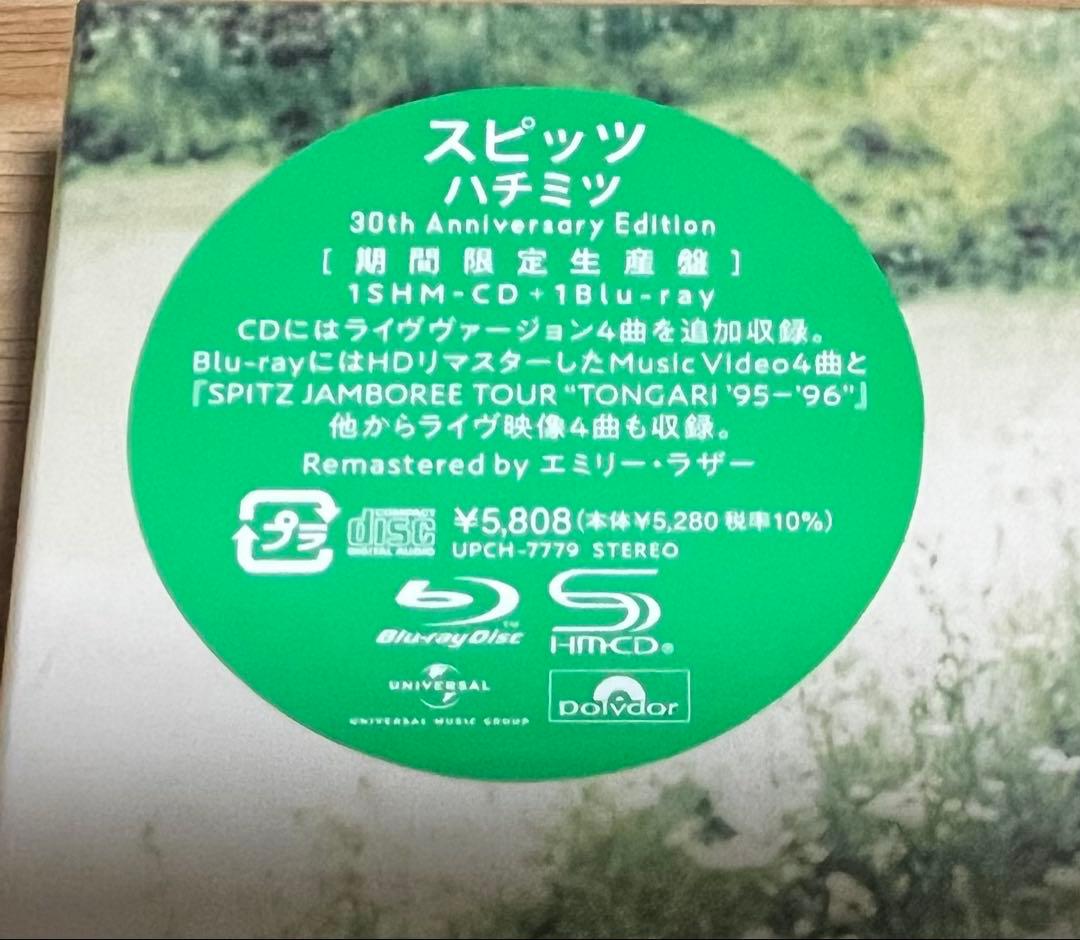 スピッツ
ハチミツ
30th Anniversary Edition
[期間限定生産盤]
1SHM-CD+1Blu-ray
CDにはライヴヴァージョン4曲を追加収録。
Blu-rayにはHDリマスターしたMusic Video4曲と
『SPITZ JAMBOREE TOUR “TONGARI '95-'96”』
他からライヴ映像4曲も収録。
Remastered by エミリー・ラザー
プラ
COMPACT
disc
DIGITAL AUDIO
¥5,808(本体¥5,280 税率10%)
UPCH-7779 STEREO
Blu-ray Disc™
HM-CD®
UNIVERSAL
UNIVERSAL MUSIC GROUP
polydor